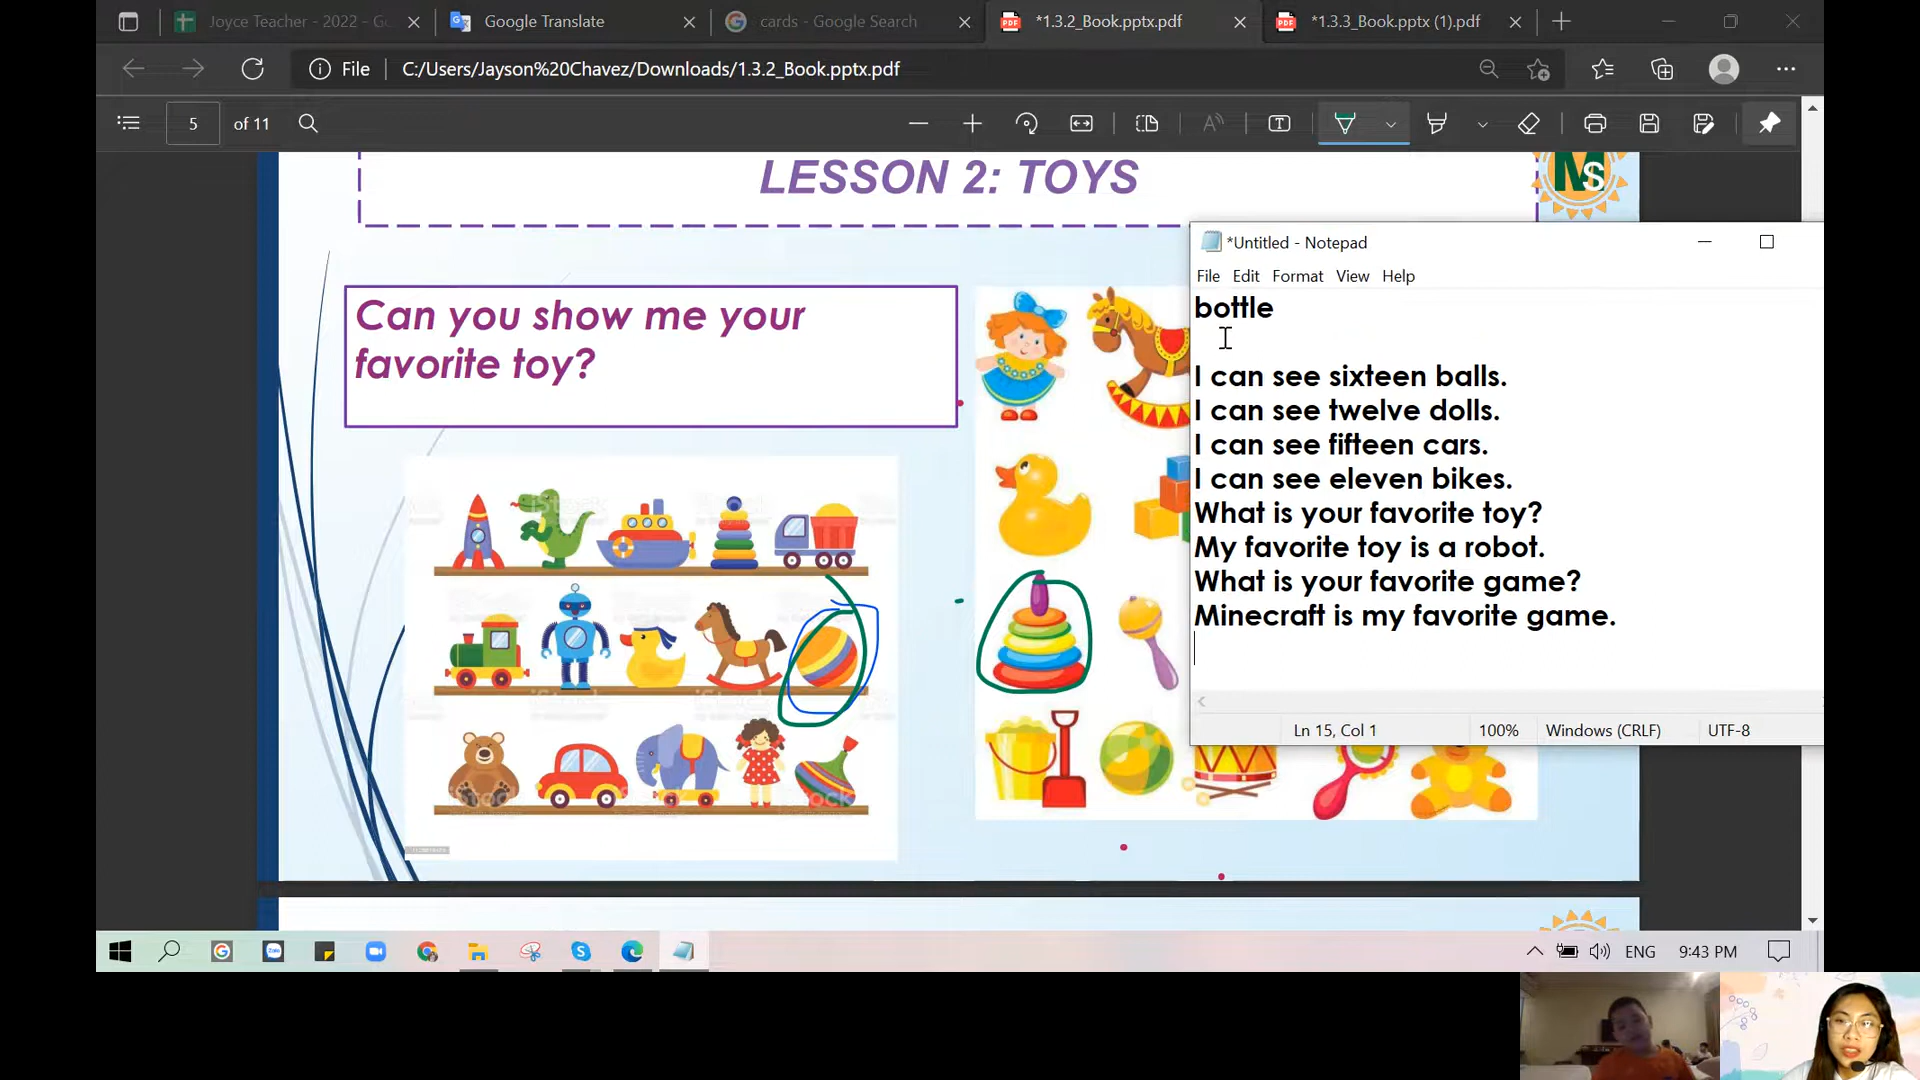 Joyce Teacher - 2022 - Go
Google Translate
cards - Google Search
*1.3.2_Book.pptx.pdf
*1.3.3_Book.pptx (1).pdf
File
C:/Users/Jayson%20Chavez/Downloads/1.3.2_Book.pptx.pdf
5
of 11
LESSON 2: TOYS
MS
Can you show me your
favorite toy?
*Untitled - Notepad
File Edit Format View Help
bottle
I can see sixteen balls.
I can see twelve dolls.
I can see fifteen cars.
I can see eleven bikes.
What is your favorite toy?
My favorite toy is a robot.
What is your favorite game?
Minecraft is my favorite game.
Ln 15, Col 1
100%
Windows (CRLF)
UTF-8
iStock
ENG
9:43 PM